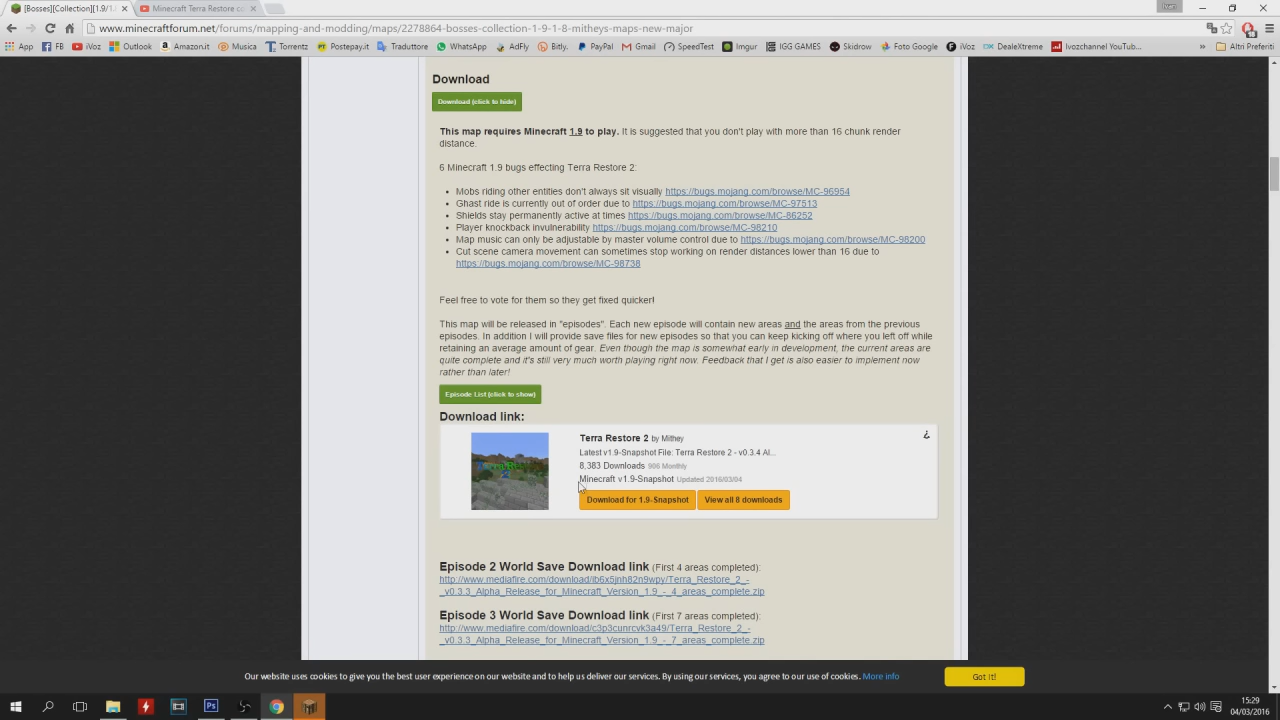 [Bosses][Collection][1.9/1.
Minecraft Terra Restore co
Ivan
www.minecraftforum.net/forums/mapping-and-modding/maps/2278864-bosses-collection-1-9-1-8-mitheys-maps-new-major
App FB iVoz Outlook Amazon.it Musica Torrentz Postepay.it Traduttore WhatsApp AdFly Bitly. PayPal Gmail SpeedTest Imgur IGG GAMES Skidrow Foto Google iVoz DealeXtreme Ivozchannel YouTub... » Altri Preferiti
Download
Download (click to hide)
This map requires Minecraft 1.9 to play. It is suggested that you don't play with more than 16 chunk render
distance.
6 Minecraft 1.9 bugs effecting Terra Restore 2:
• Mobs riding other entities don't always sit visually https://bugs.mojang.com/browse/MC-96954
• Ghast ride is currently out of order due to https://bugs.mojang.com/browse/MC-97513
• Shields stay permanently active at times https://bugs.mojang.com/browse/MC-86252
• Player knockback invulnerability https://bugs.mojang.com/browse/MC-98210
• Map music can only be adjustable by master volume control due to https://bugs.mojang.com/browse/MC-98200
• Cut scene camera movement can sometimes stop working on render distances lower than 16 due to
https://bugs.mojang.com/browse/MC-98738
Feel free to vote for them so they get fixed quicker!
This map will be released in "episodes". Each new episode will contain new areas and the areas from the previous
episodes. In addition I will provide save files for new episodes so that you can keep kicking off where you left off while
retaining an average amount of gear. Even though the map is somewhat early in development, the current areas are
quite complete and it's still very much worth playing right now. Feedback that I get is also easier to implement now
rather than later!
Episode List (click to show)
Download link:
Terra Restore 2 by Mithey
Latest v1.9-Snapshot File: Terra Restore 2 - v0.3.4 Al...
8,383 Downloads 906 Monthly
Minecraft v1.9-Snapshot Updated 2016/03/04
Download for 1.9-Snapshot View all 8 downloads
Episode 2 World Save Download link (First 4 areas completed):
http://www.mediafire.com/download/lb6x5jnh82n9wpy/Terra_Restore_2_-
_v0.3.3_Alpha_Release_for_Minecraft_Version_1.9_-_4_areas_complete.zip
Episode 3 World Save Download link (First 7 areas completed):
http://www.mediafire.com/download/c3p3cunrcvk3a49/Terra_Restore_2_-
_v0.3.3_Alpha_Release_for_Minecraft_Version_1.9_-_7_areas_complete.zip
Our website uses cookies to give you the best user experience on our website and to help us deliver our services. By using our services, you agree to our use of cookies. More info
Got it!
15:29
04/03/2016